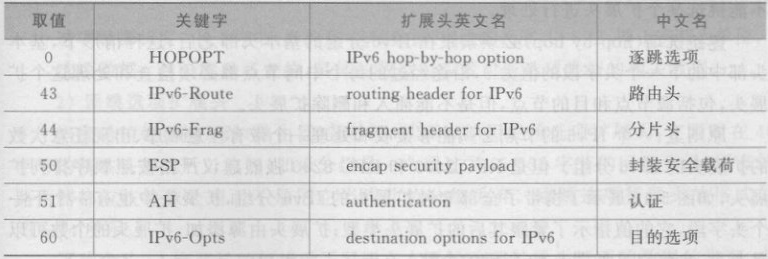 取值 关键字 扩展头英文名 中文名
0 HOPOPT IPv6 hop-by-hop option 逐跳选项
43 IPv6-Route routing header for IPv6 路由头
44 IPv6-Frag fragment header for IPv6 分片头
50 ESP encap security payload 封装安全载荷
51 AH authentication 认证
60 IPv6-Opts destination options for IPv6 目的选项